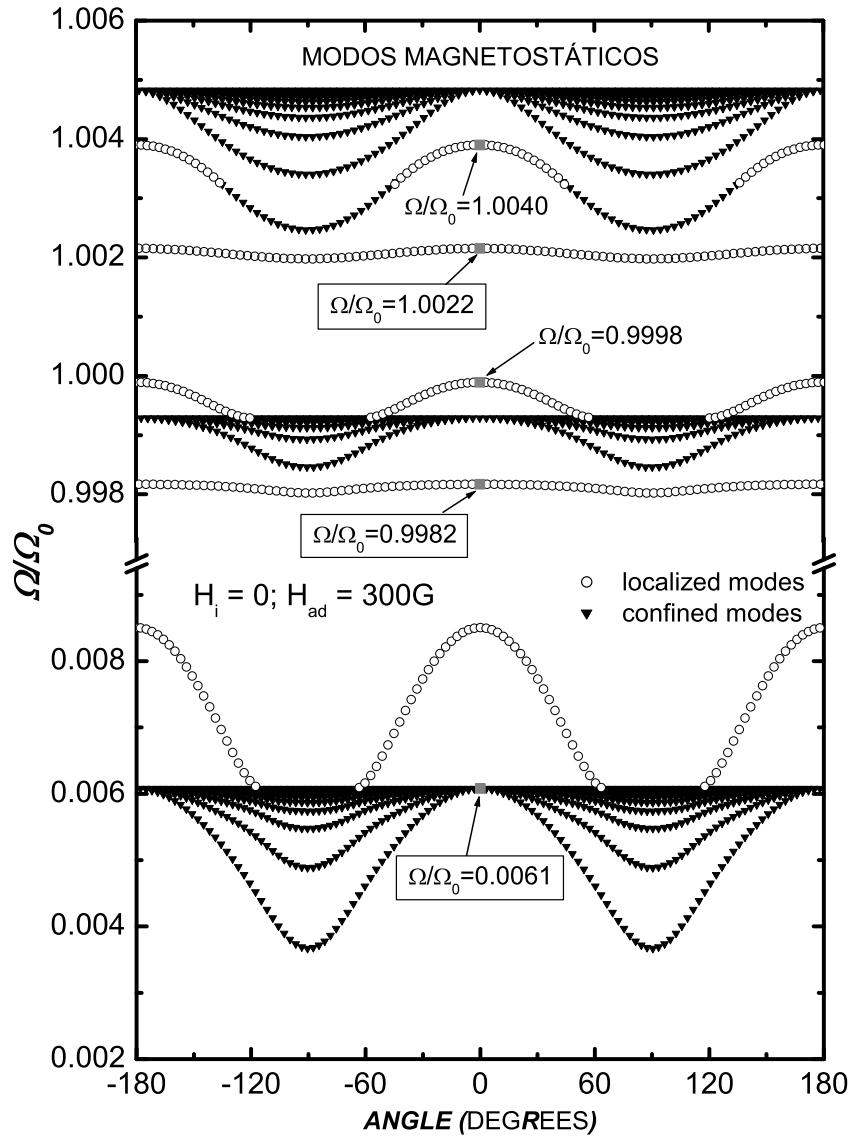 1.006
MODOS MAGNETOSTÁTICOS
1.004
Ω/Ω0=1.0040
1.002
Ω/Ω0=1.0022
Ω/Ω0=0.9998
1.000
0.998
Ω/Ω0=0.9982
Ω/Ω0
Hi = 0; Had = 300G
localized modes
confined modes
0.008
0.006
Ω/Ω0=0.0061
0.004
0.002
-180 -120 -60 0 60 120 180
ANGLE (DEGREES)